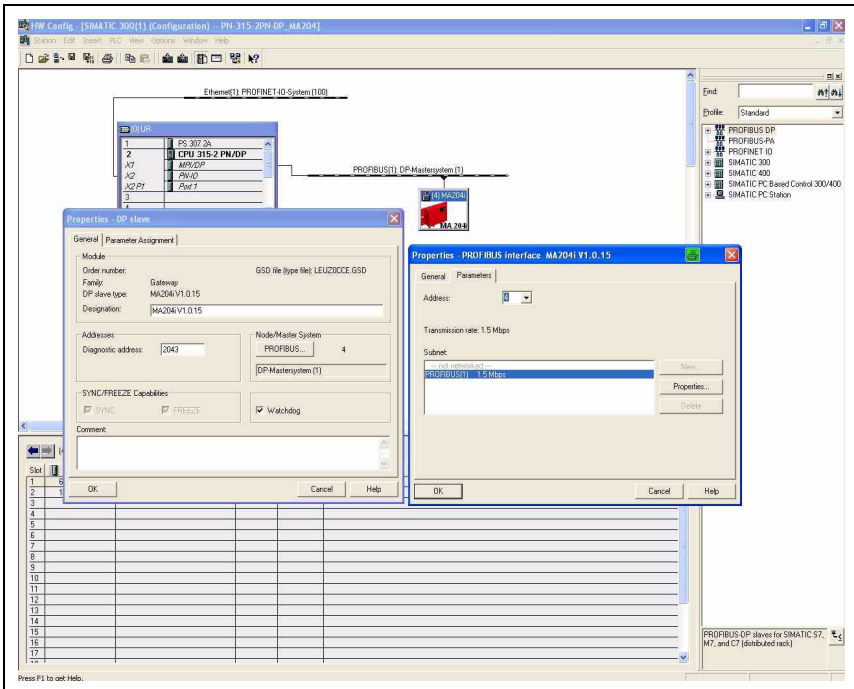 HW Config - [SIMATIC 300(1) (Configuration) -- PN-315-2PN-DP_MA204]
Station Edit Insert PLC View Options Window Help
Ethernet(1): PROFINET-IO-System (100)
(0) UR
1 PS 307 2A
2 CPU 315-2 PN/DP
X1 MPI/DP
X2 PN-IO
X2 P1 Port 1
3
4
PROFIBUS(1): DP-Mastersystem (1)
(4) MA204i
MA 204i
Find:
Profile: Standard
PROFIBUS DP
PROFIBUS-PA
PROFINET IO
SIMATIC 300
SIMATIC 400
SIMATIC PC Based Control 300/400
SIMATIC PC Station
Properties - DP slave
General Parameter Assignment
Module
Order number: GSD file (type file): LEUZ0CCE.GSD
Family: Gateway
DP slave type: MA204i V1.0.15
Designation: MA204i V1.0.15
Addresses
Diagnostic address: 2043
Node/Master System
PROFIBUS... 4
DP-Mastersystem (1)
SYNC/FREEZE Capabilities
SYNC FREEZE
Watchdog
Comment:
OK Cancel Help
Properties - PROFIBUS interface MA204i V1.0.15
General Parameters
Address: 4
Transmission rate: 1.5 Mbps
Subnet:
--- not networked ---
PROFIBUS(1) 1.5 Mbps
New...
Properties...
Delete
OK Cancel Help
Slot
1 6
2 1
3
4
5
6
7
8
9
10
11
12
13
14
15
16
17
PROFIBUS-DP slaves for SIMATIC S7,
M7, and C7 (distributed rack)
Press F1 to get Help.